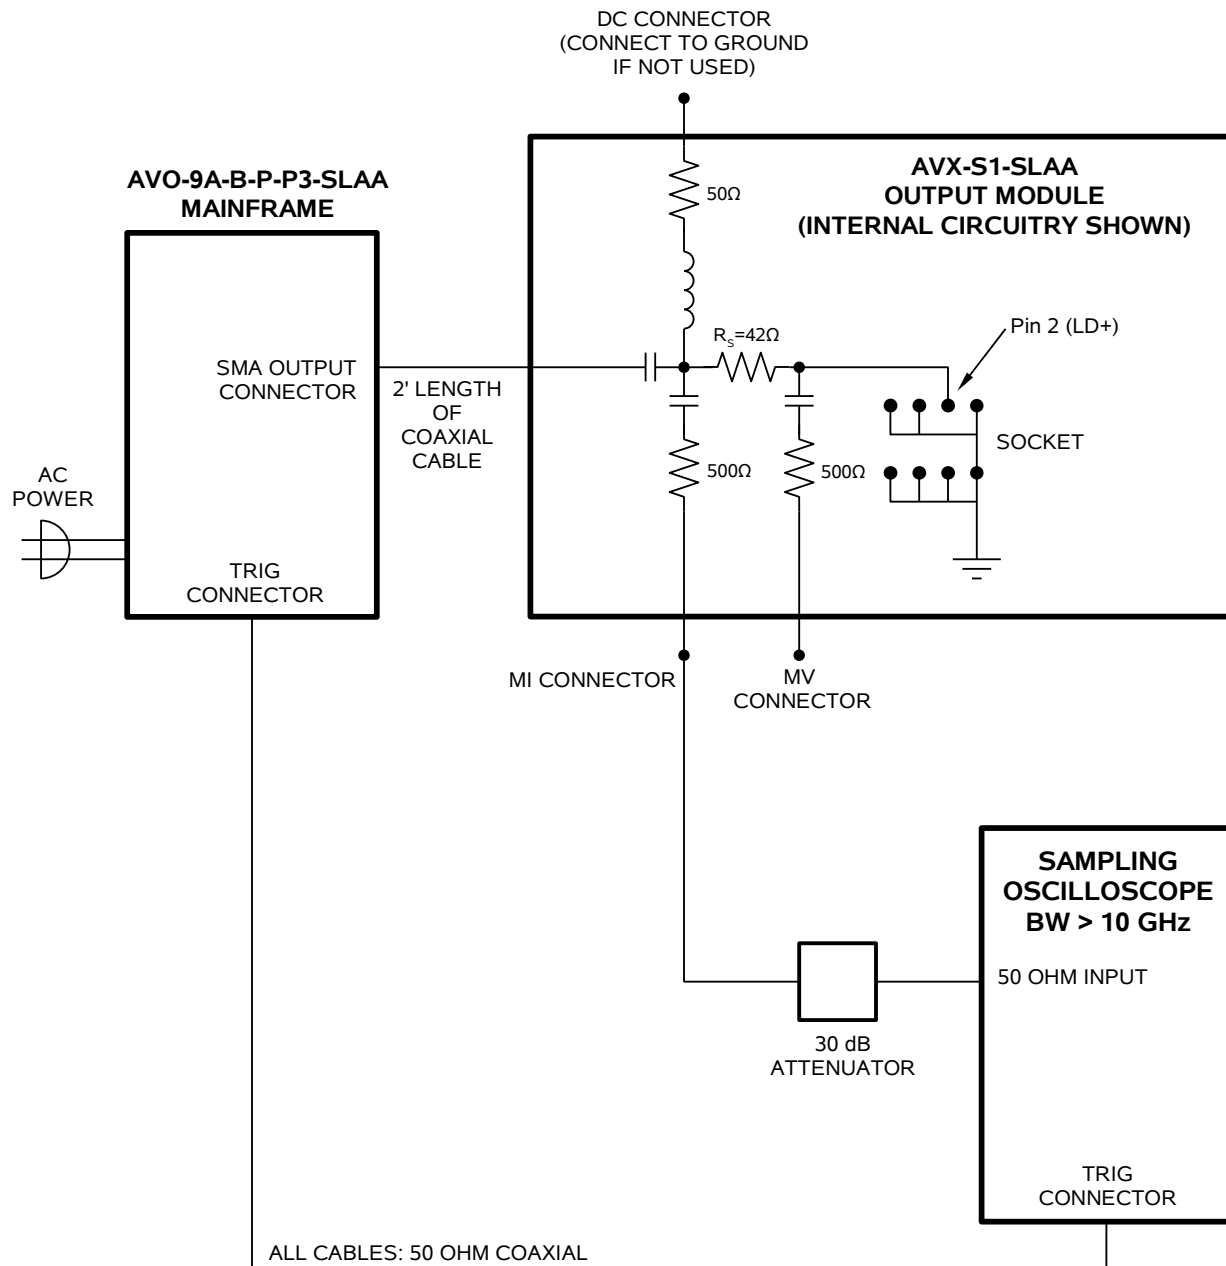 DC CONNECTOR
(CONNECT TO GROUND
IF NOT USED)
AVO-9A-B-P-P3-SLAA
MAINFRAME
AVX-S1-SLAA
OUTPUT MODULE
(INTERNAL CIRCUITRY SHOWN)
50Ω
Pin 2 (LD+)
RS=42Ω
SMA OUTPUT
CONNECTOR
2' LENGTH
OF
COAXIAL
CABLE
SOCKET
500Ω
500Ω
AC
POWER
TRIG
CONNECTOR
MI CONNECTOR
MV
CONNECTOR
SAMPLING
OSCILLOSCOPE
BW > 10 GHz
50 OHM INPUT
30 dB
ATTENUATOR
TRIG
CONNECTOR
ALL CABLES: 50 OHM COAXIAL